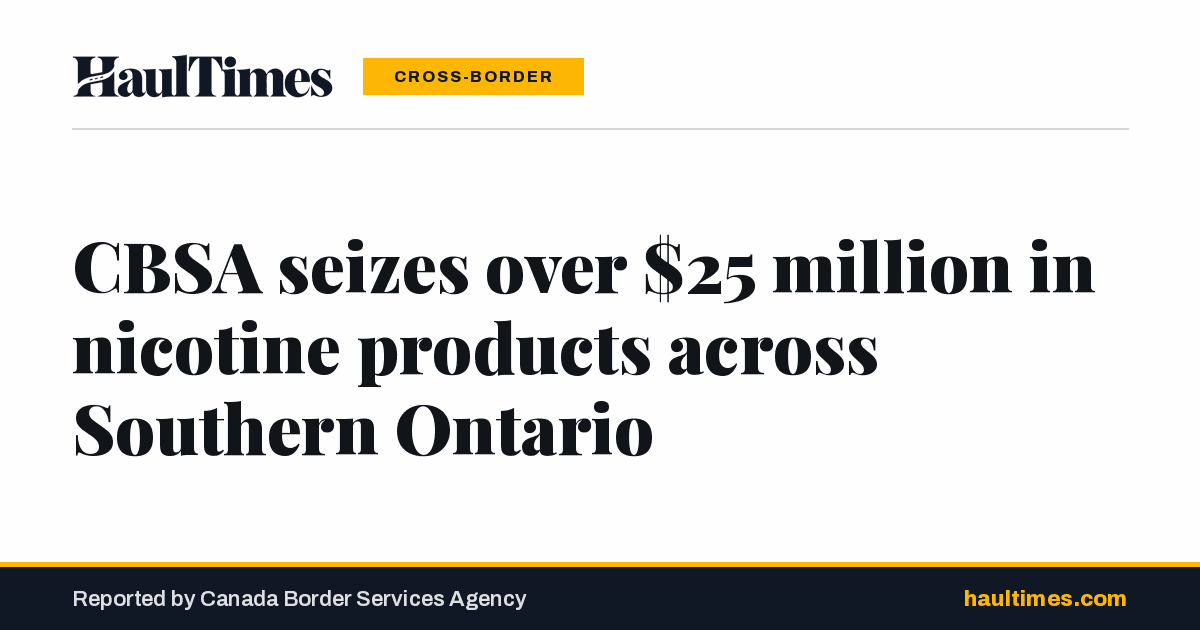 HaulTimes
CROSS-BORDER
CBSA seizes over $25 million in
nicotine products across
Southern Ontario
Reported by Canada Border Services Agency
haultimes.com